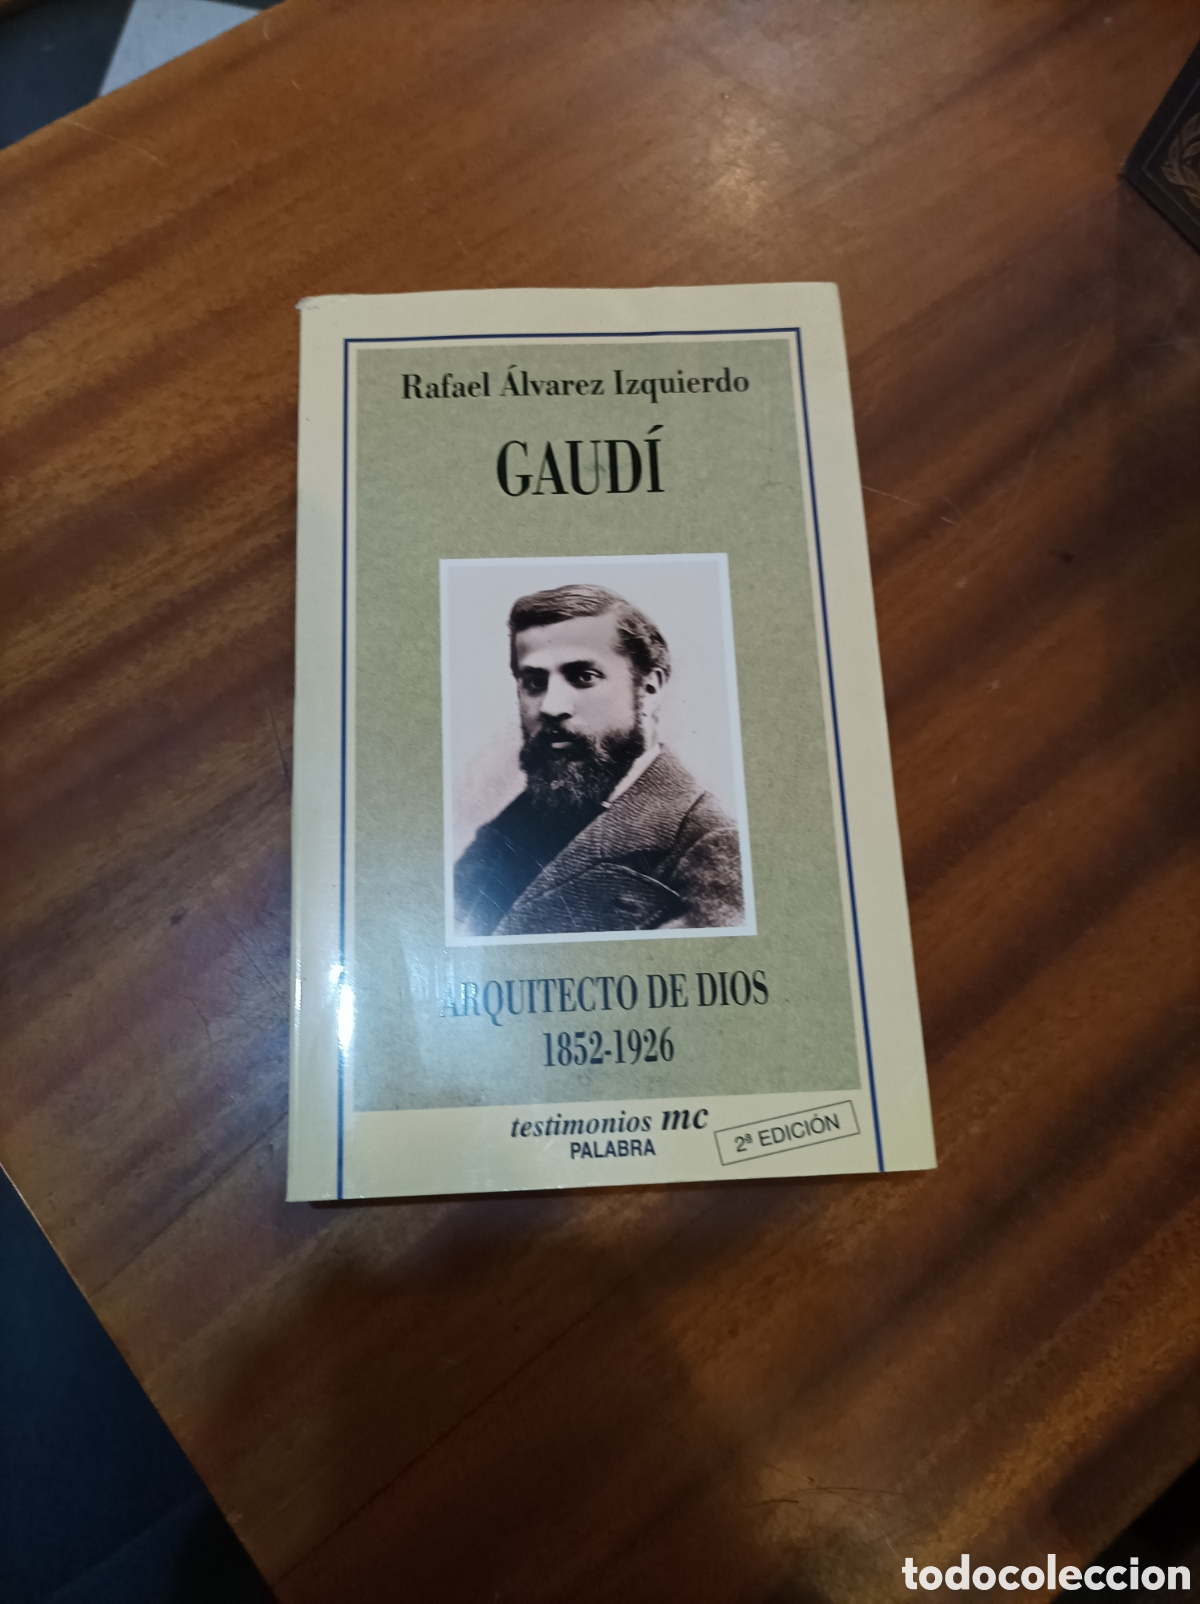 Rafael Álvarez Izquierdo
GAUDÍ
ARQUITECTO DE DIOS
1852-1926
testimonios mc
PALABRA
2ª EDICIÓN
todocoleccion